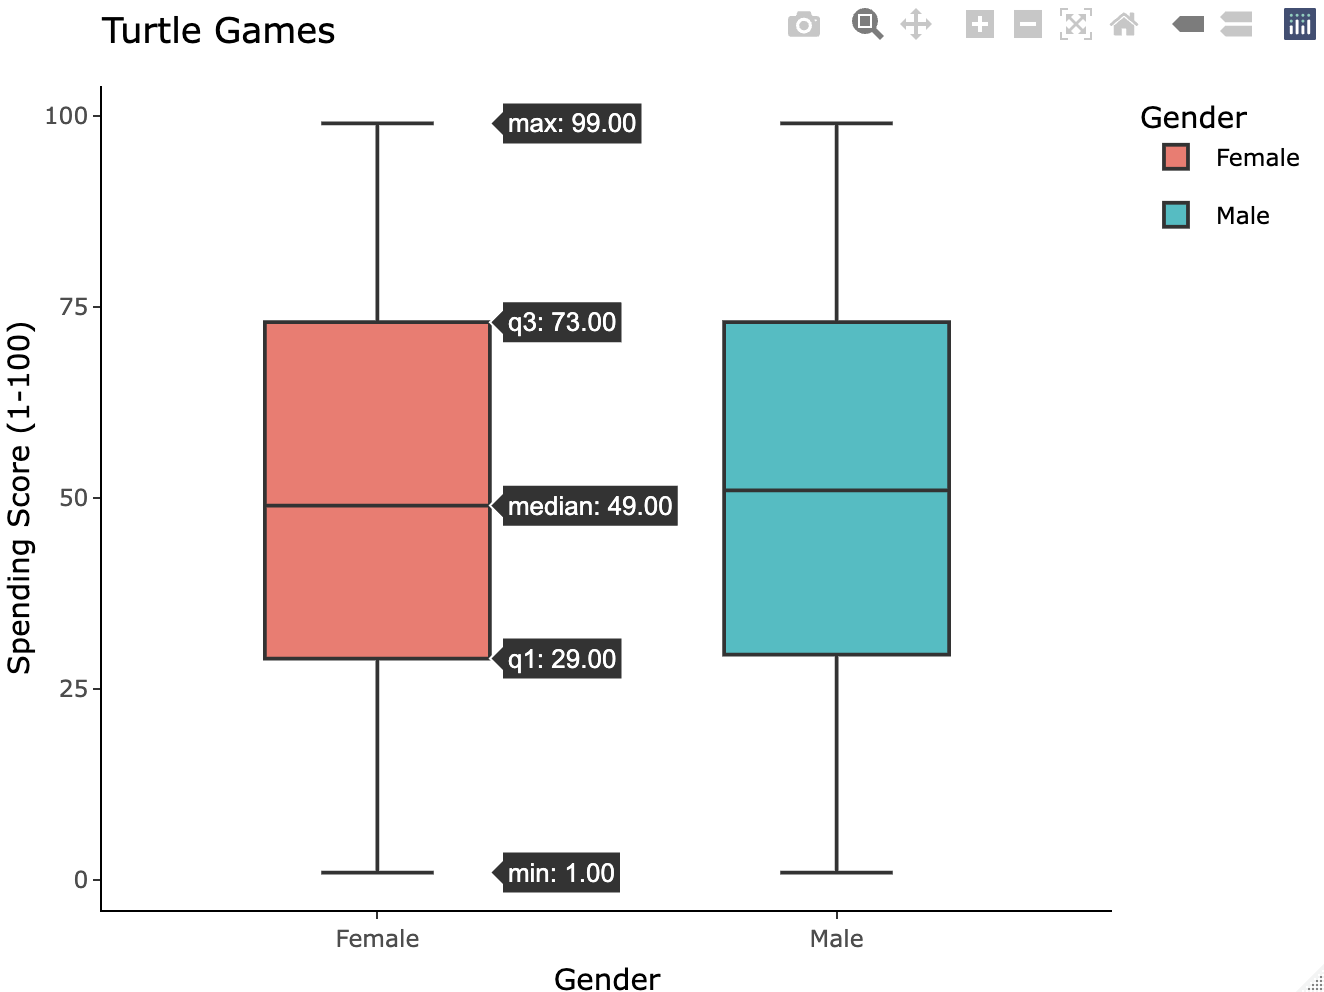 Turtle Games
100
75
50
25
0
Spending Score (1-100)
max: 99.00
q3: 73.00
median: 49.00
q1: 29.00
min: 1.00
Female
Male
Gender
Gender
Female
Male